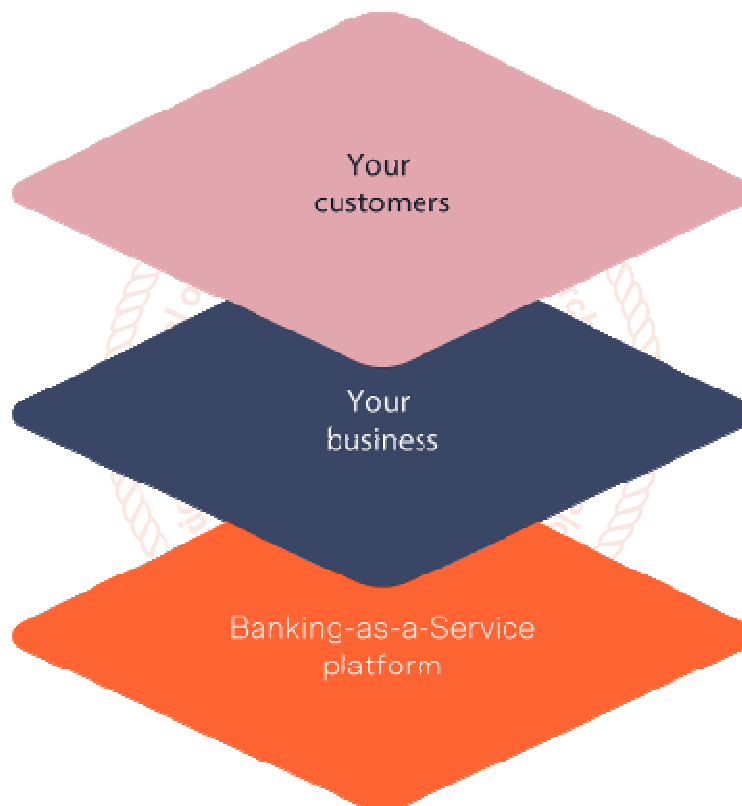 Your
customers
Your
business
Banking-as-a-Service
platform